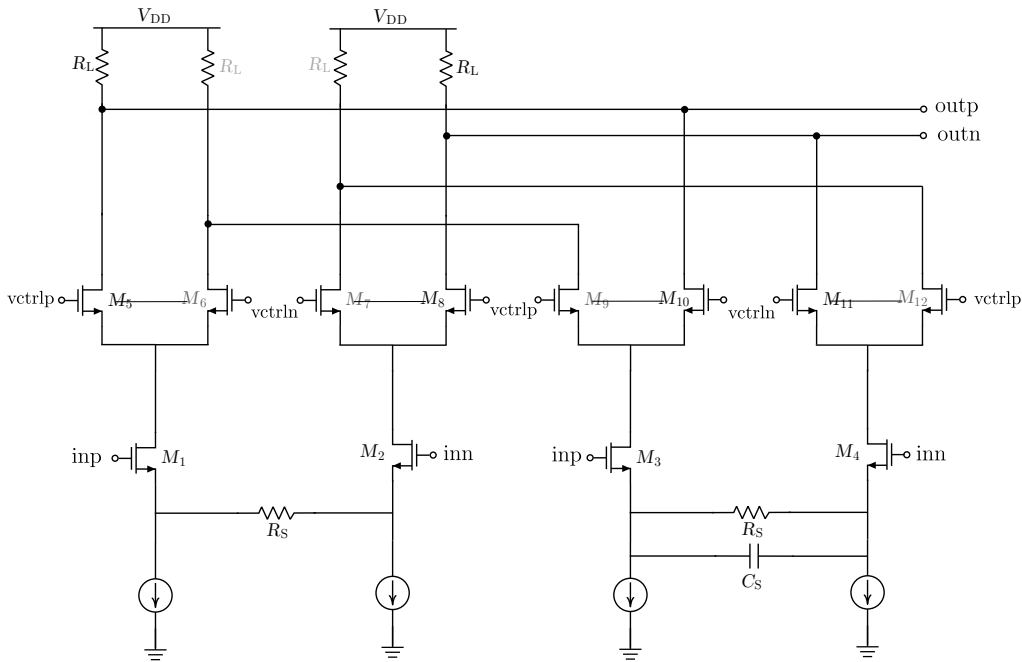 VDD VDD
RL RL RL RL
outp
outn
vctrlp M5 M6 vctrln M7 M8 vctrlp M9 M10 vctrln M11 M12 vctrlp
inp M1 M2 inn inp M3 M4 inn
RS RS
CS